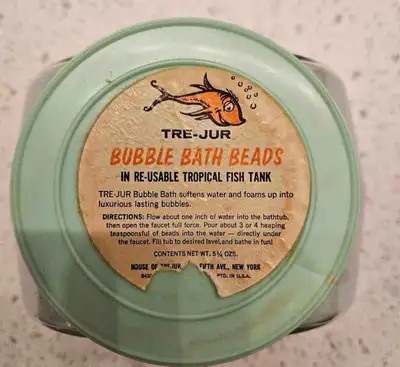 TRE-JUR
BUBBLE BATH BEADS
IN RE-USABLE TROPICAL FISH TANK
TRE-JUR Bubble Bath softens water and foams up into
luxurious lasting bubbles.
DIRECTIONS: Flow about one inch of water into the bathtub,
then open the faucet full force. Pour about 3 or 4 heaping
teaspoonsful of beads into the water — directly under
the faucet. Fill tub to desired level, and bathe in fun!
CONTENTS NET WT. 5¼ OZS.
HOUSE OF TRE-JUR FIFTH AVE., NEW YORK
PTD. IN U.S.A.